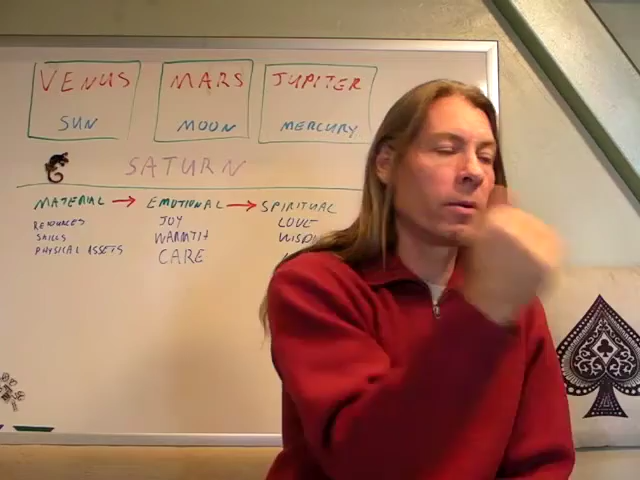 VENUS MARS JUPITER
SUN MOON MERCURY
SATURN
MATERIAL → EMOTIONAL → SPIRITUAL
RESOURCES JOY LOVE
SKILLS WARMTH
PHYSICAL ASSETS CARE